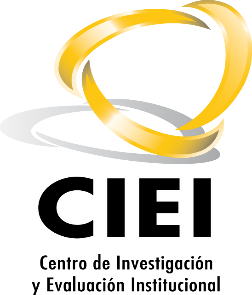 CIEI
Centro de Investigación
y Evaluación Institucional